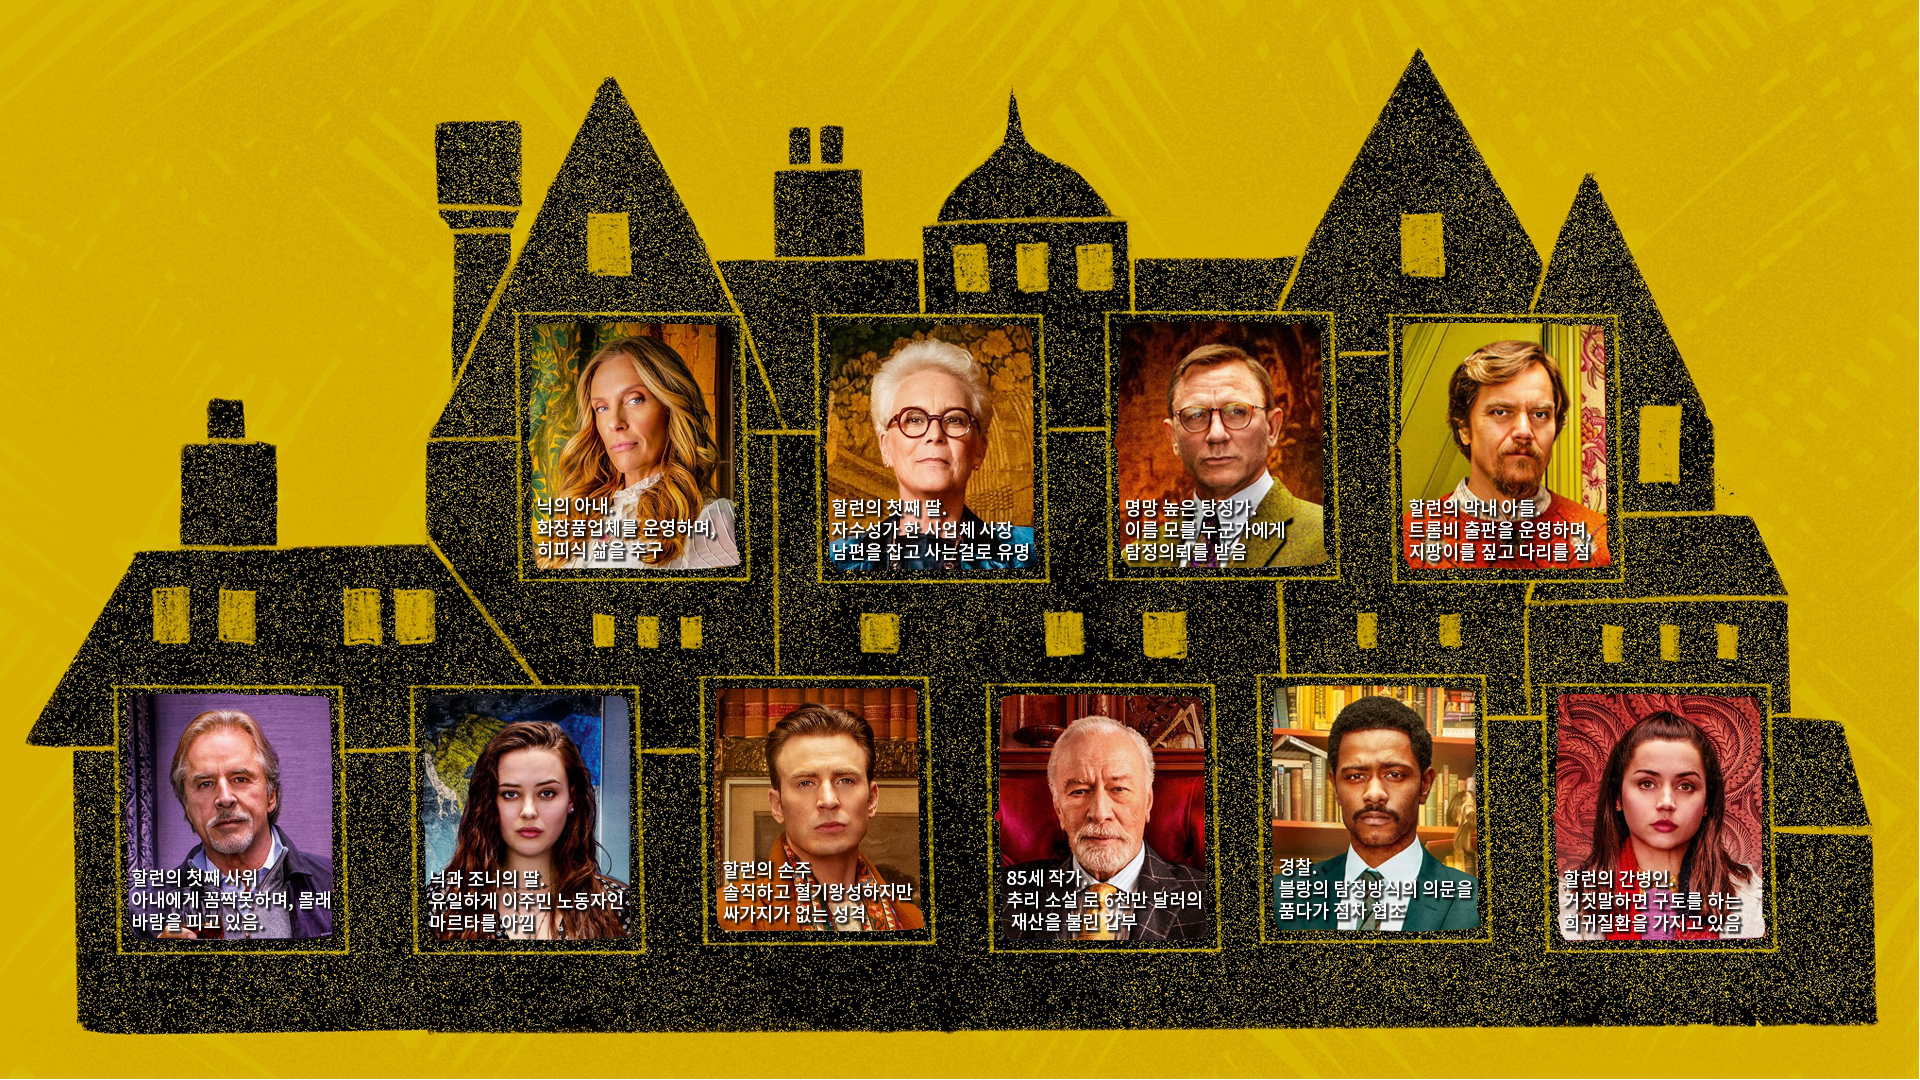 닉의 아내.
화장품업체를 운영하며,
히피식 삶을 추구
할런의 첫째 딸.
자수성가 한 사업체 사장
남편을 잡고 사는걸로 유명
명망 높은 탐정가.
이름 모를 누군가에게
탐정의뢰를 받음
할런의 막내 아들.
트롬비 출판을 운영하며,
지팡이를 짚고 다리를 젊
할런의 첫째 사위
아내에게 꼼짝못하며, 몰래
바람을 피고 있음.
닉과 조니의 딸.
유일하게 이주민 노동자인
마르타를 아낌
할런의 손주
솔직하고 혈기왕성하지만
싸가지가 없는 성격
85세 작가.
추리 소설 로 6천만 달러의
재산을 불린 갑부
경찰.
블랑의 탐정방식의 의문을
품다가 점차 협조
할런의 간병인.
거짓말하면 구토를 하는
희귀질환을 가지고 있음